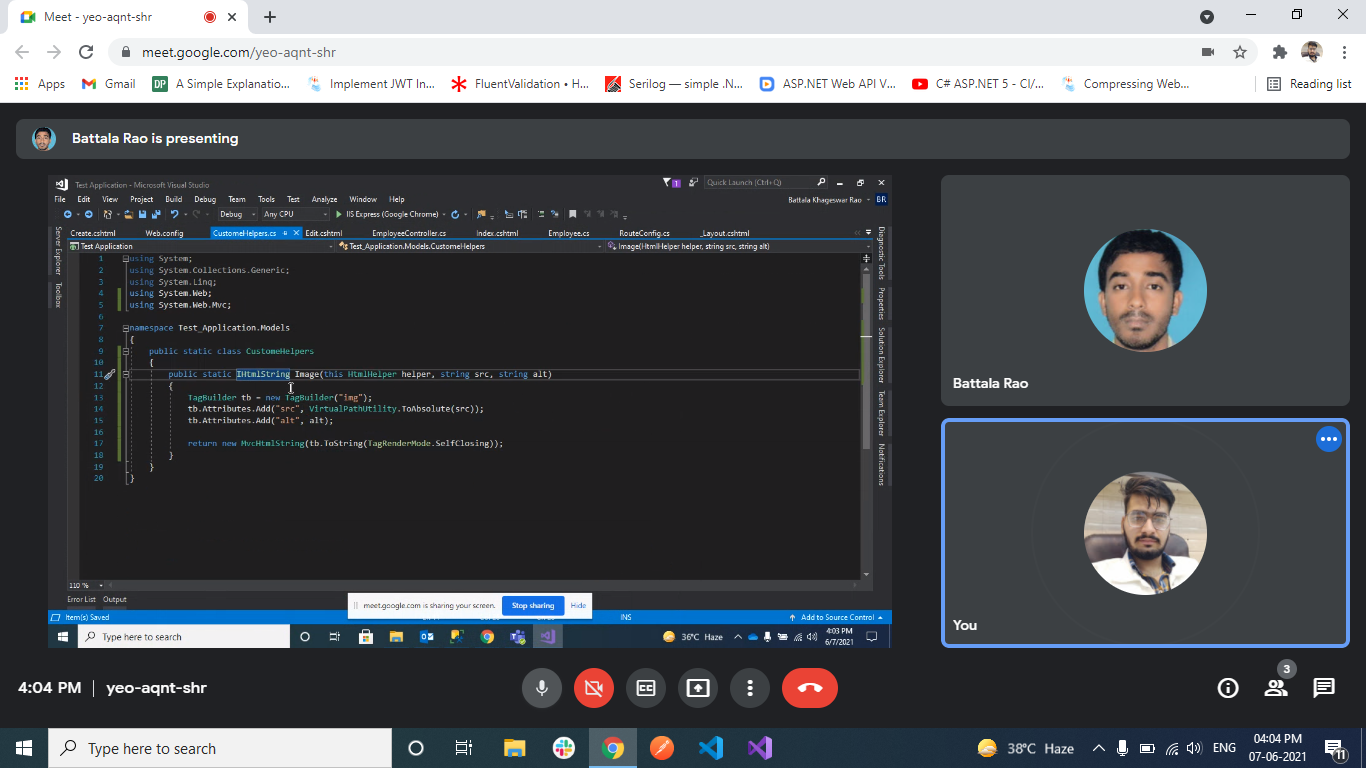 Meet - yeo-aqnt-shr
meet.google.com/yeo-aqnt-shr
Apps Gmail DP A Simple Explanatio... Implement JWT In... FluentValidation • H... Serilog — simple .N... ASP.NET Web API V... C# ASP.NET 5 - CI/... Compressing Web... Reading list
Battala Rao is presenting
Test Application - Microsoft Visual Studio 1 Quick Launch (Ctrl+Q)
File Edit View Project Build Debug Team Tools Test Analyze Window Help Battala Khageswar Rao BR
Debug Any CPU IIS Express (Google Chrome)
Create.cshtml Web.config CustomeHelpers.cs Edit.cshtml EmployeeController.cs Index.cshtml Employee.cs RouteConfig.cs _Layout.cshtml
Test Application Test_Application.Models.CustomeHelpers Image(HtmlHelper helper, string src, string alt)
Server Explorer
Toolbox
1 using System;
2 using System.Collections.Generic;
3 using System.Linq;
4 using System.Web;
5 using System.Web.Mvc;
6
7 namespace Test_Application.Models
8 {
9 public static class CustomeHelpers
10 {
11 public static IHtmlString Image(this HtmlHelper helper, string src, string alt)
12 {
13 TagBuilder tb = new TagBuilder("img");
14 tb.Attributes.Add("src", VirtualPathUtility.ToAbsolute(src));
15 tb.Attributes.Add("alt", alt);
16
17 return new MvcHtmlString(tb.ToString(TagRenderMode.SelfClosing));
18 }
19 }
20 }
Diagnostic Tools
Properties
Solution Explorer
Team Explorer
Notifications
110 %
Error List Output
meet.google.com is sharing your screen. Stop sharing Hide
Item(s) Saved INS Add to Source Control
Type here to search 36°C Haze 4:03 PM
6/7/2021
Battala Rao
You
4:04 PM yeo-aqnt-shr 3
Type here to search 38°C Haze ENG 04:04 PM
07-06-2021 11